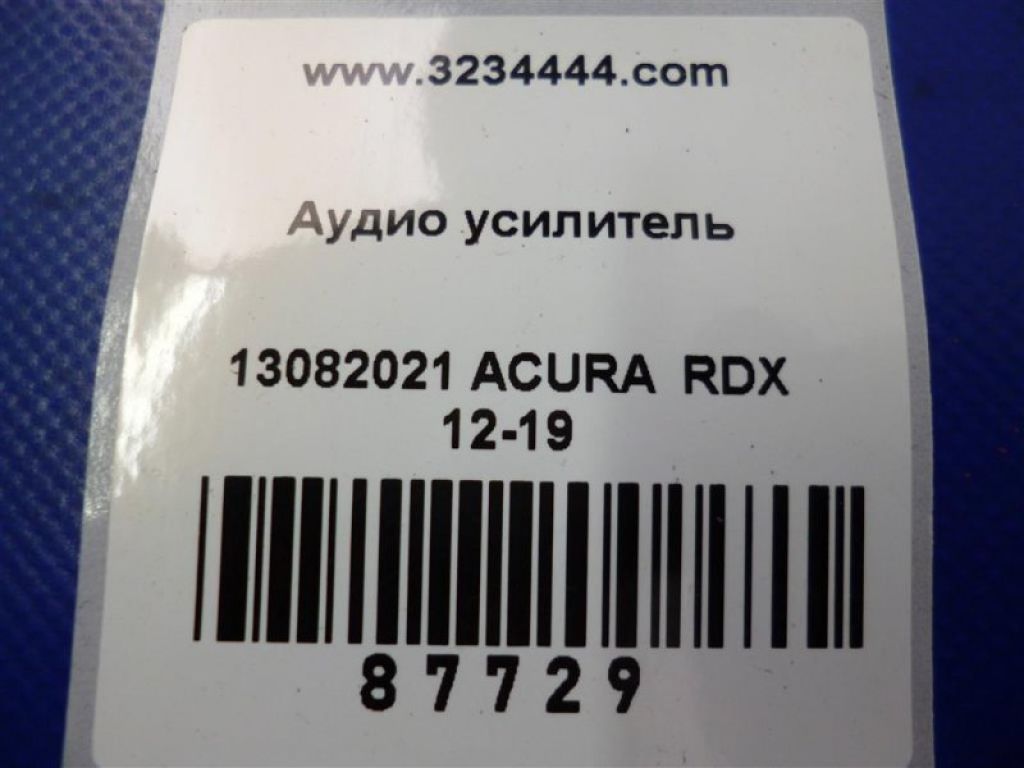 www.3234444.com
Аудио усилитель
13082021 ACURA RDX
12-19
87729